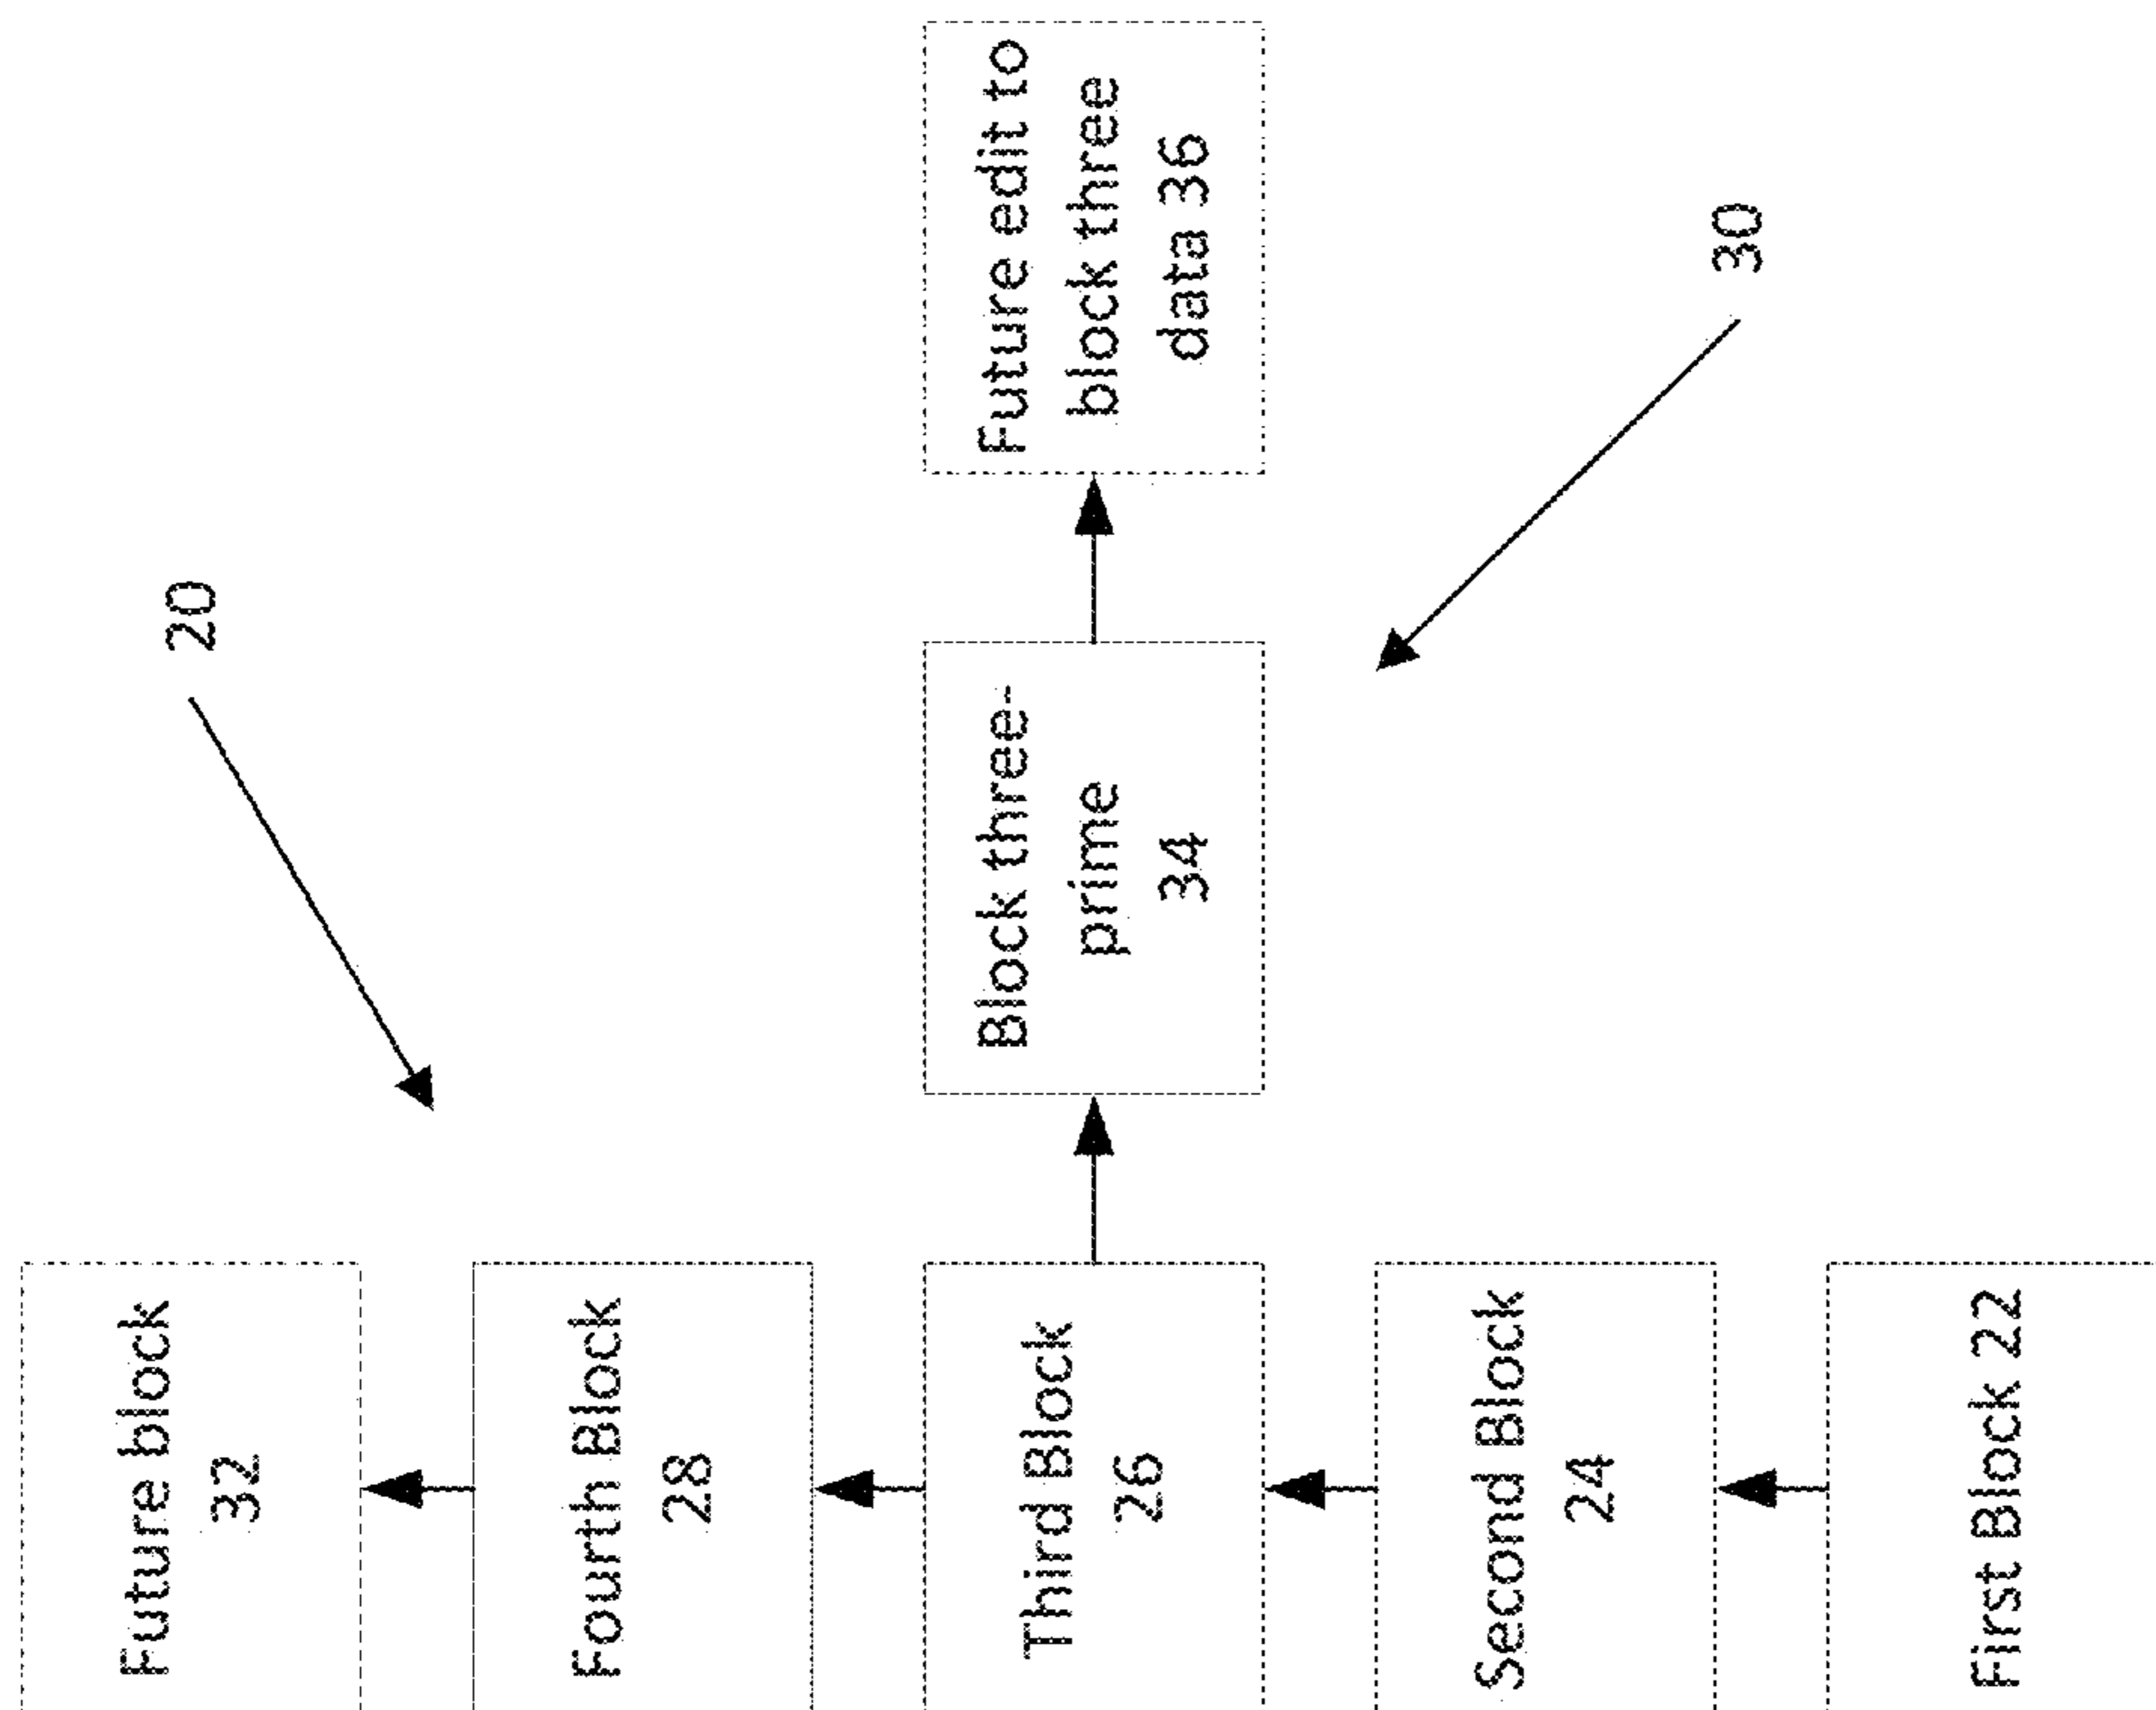 Future block
32
Fourth Block
28
Third Block
26
Second Block
24
First Block 22
20
Block three-
prime
34
30
Future edit to
block three
data 36